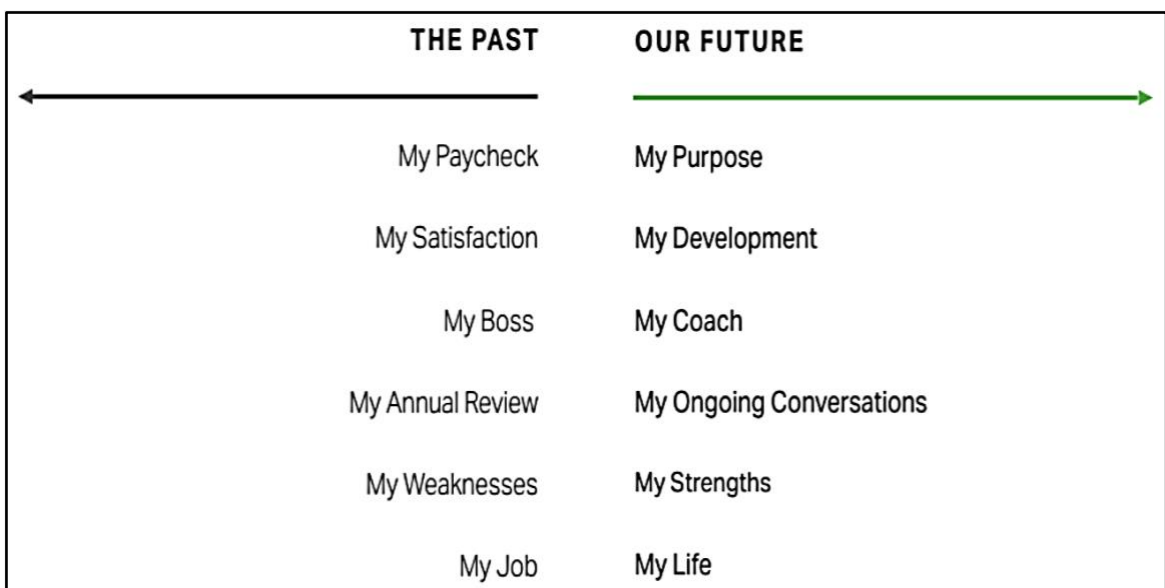 THE PAST OUR FUTURE
My Paycheck My Purpose
My Satisfaction My Development
My Boss My Coach
My Annual Review My Ongoing Conversations
My Weaknesses My Strengths
My Job My Life